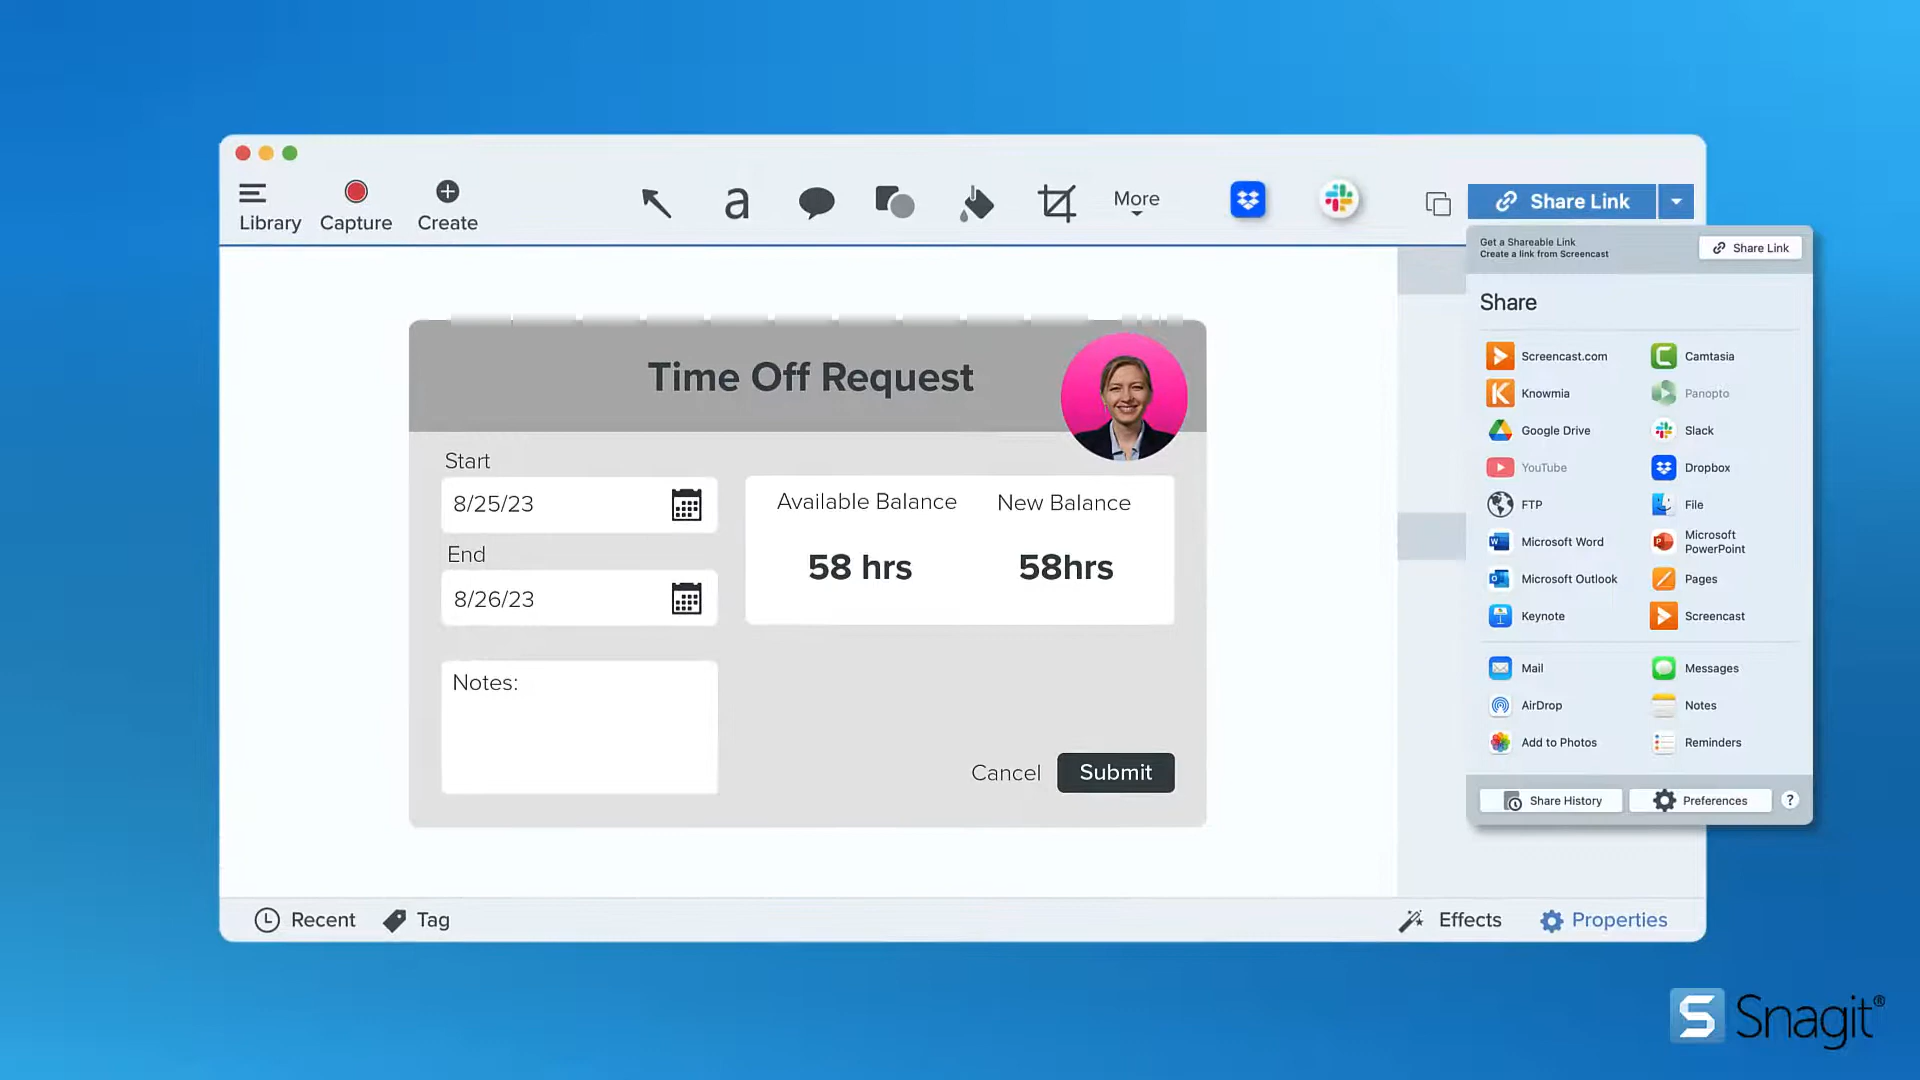 Library
Capture
Create
a
More
Share Link
Get a Shareable Link
Create a link from Screencast
Share Link
Share
Screencast.com
Camtasia
Knowmia
Panopto
Google Drive
Slack
YouTube
Dropbox
FTP
File
Microsoft Word
Microsoft
PowerPoint
Microsoft Outlook
Pages
Keynote
Screencast
Mail
Messages
AirDrop
Notes
Add to Photos
Reminders
Share History
Preferences
?
Time Off Request
Start
8/25/23
End
8/26/23
Available Balance
New Balance
58 hrs
58hrs
Notes:
Cancel
Submit
Recent
Tag
Effects
Properties
S Snagit®